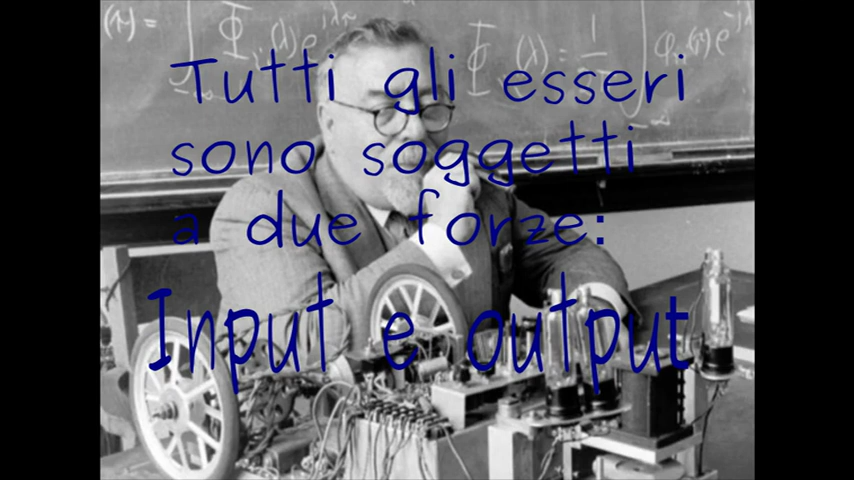 Tutti gli esseri
sono soggetti
a due forze:
Input e output